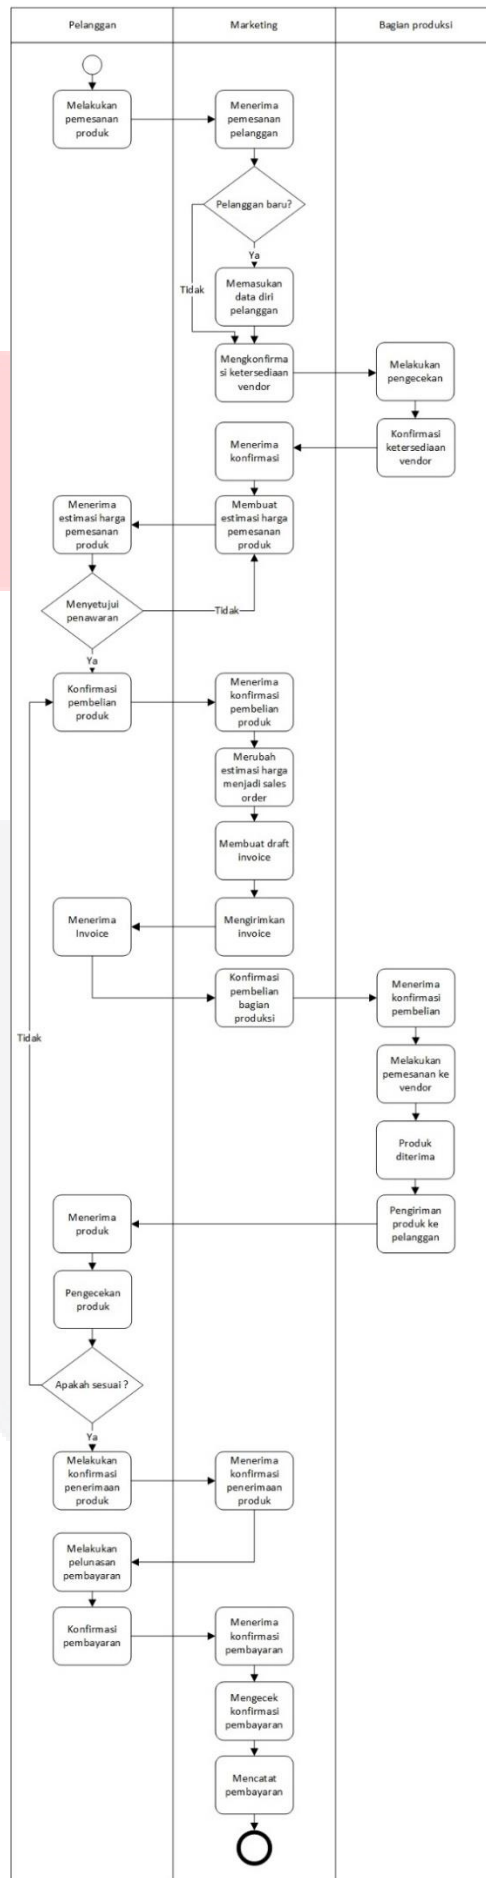 Pelanggan
Marketing
Bagian produksi
Melakukan
pemesanan
produk
Menerima
pemesanan
pelanggan
Pelanggan baru?
Ya
Tidak
Memasukan
data diri
pelanggan
Mengkonfirma
si ketersediaan
vendor
Melakukan
pengecekan
Konfirmasi
ketersediaan
vendor
Menerima
konfirmasi
Membuat
estimasi harga
pemesanan
produk
Menerima
estimasi harga
pemesanan
produk
Menyetujui
penawaran
Tidak
Ya
Konfirmasi
pembelian
produk
Menerima
konfirmasi
pembelian
produk
Merubah
estimasi harga
menjadi sales
order
Membuat draft
invoice
Mengirimkan
invoice
Menerima
Invoice
Konfirmasi
pembelian
bagian
produksi
Menerima
konfirmasi
pembelian
Tidak
Melakukan
pemesanan ke
vendor
Produk
diterima
Pengiriman
produk ke
pelanggan
Menerima
produk
Pengecekan
produk
Apakah sesuai ?
Ya
Melakukan
konfirmasi
penerimaan
produk
Menerima
konfirmasi
penerimaan
produk
Melakukan
pelunasan
pembayaran
Konfirmasi
pembayaran
Menerima
konfirmasi
pembayaran
Mengecek
konfirmasi
pembayaran
Mencatat
pembayaran